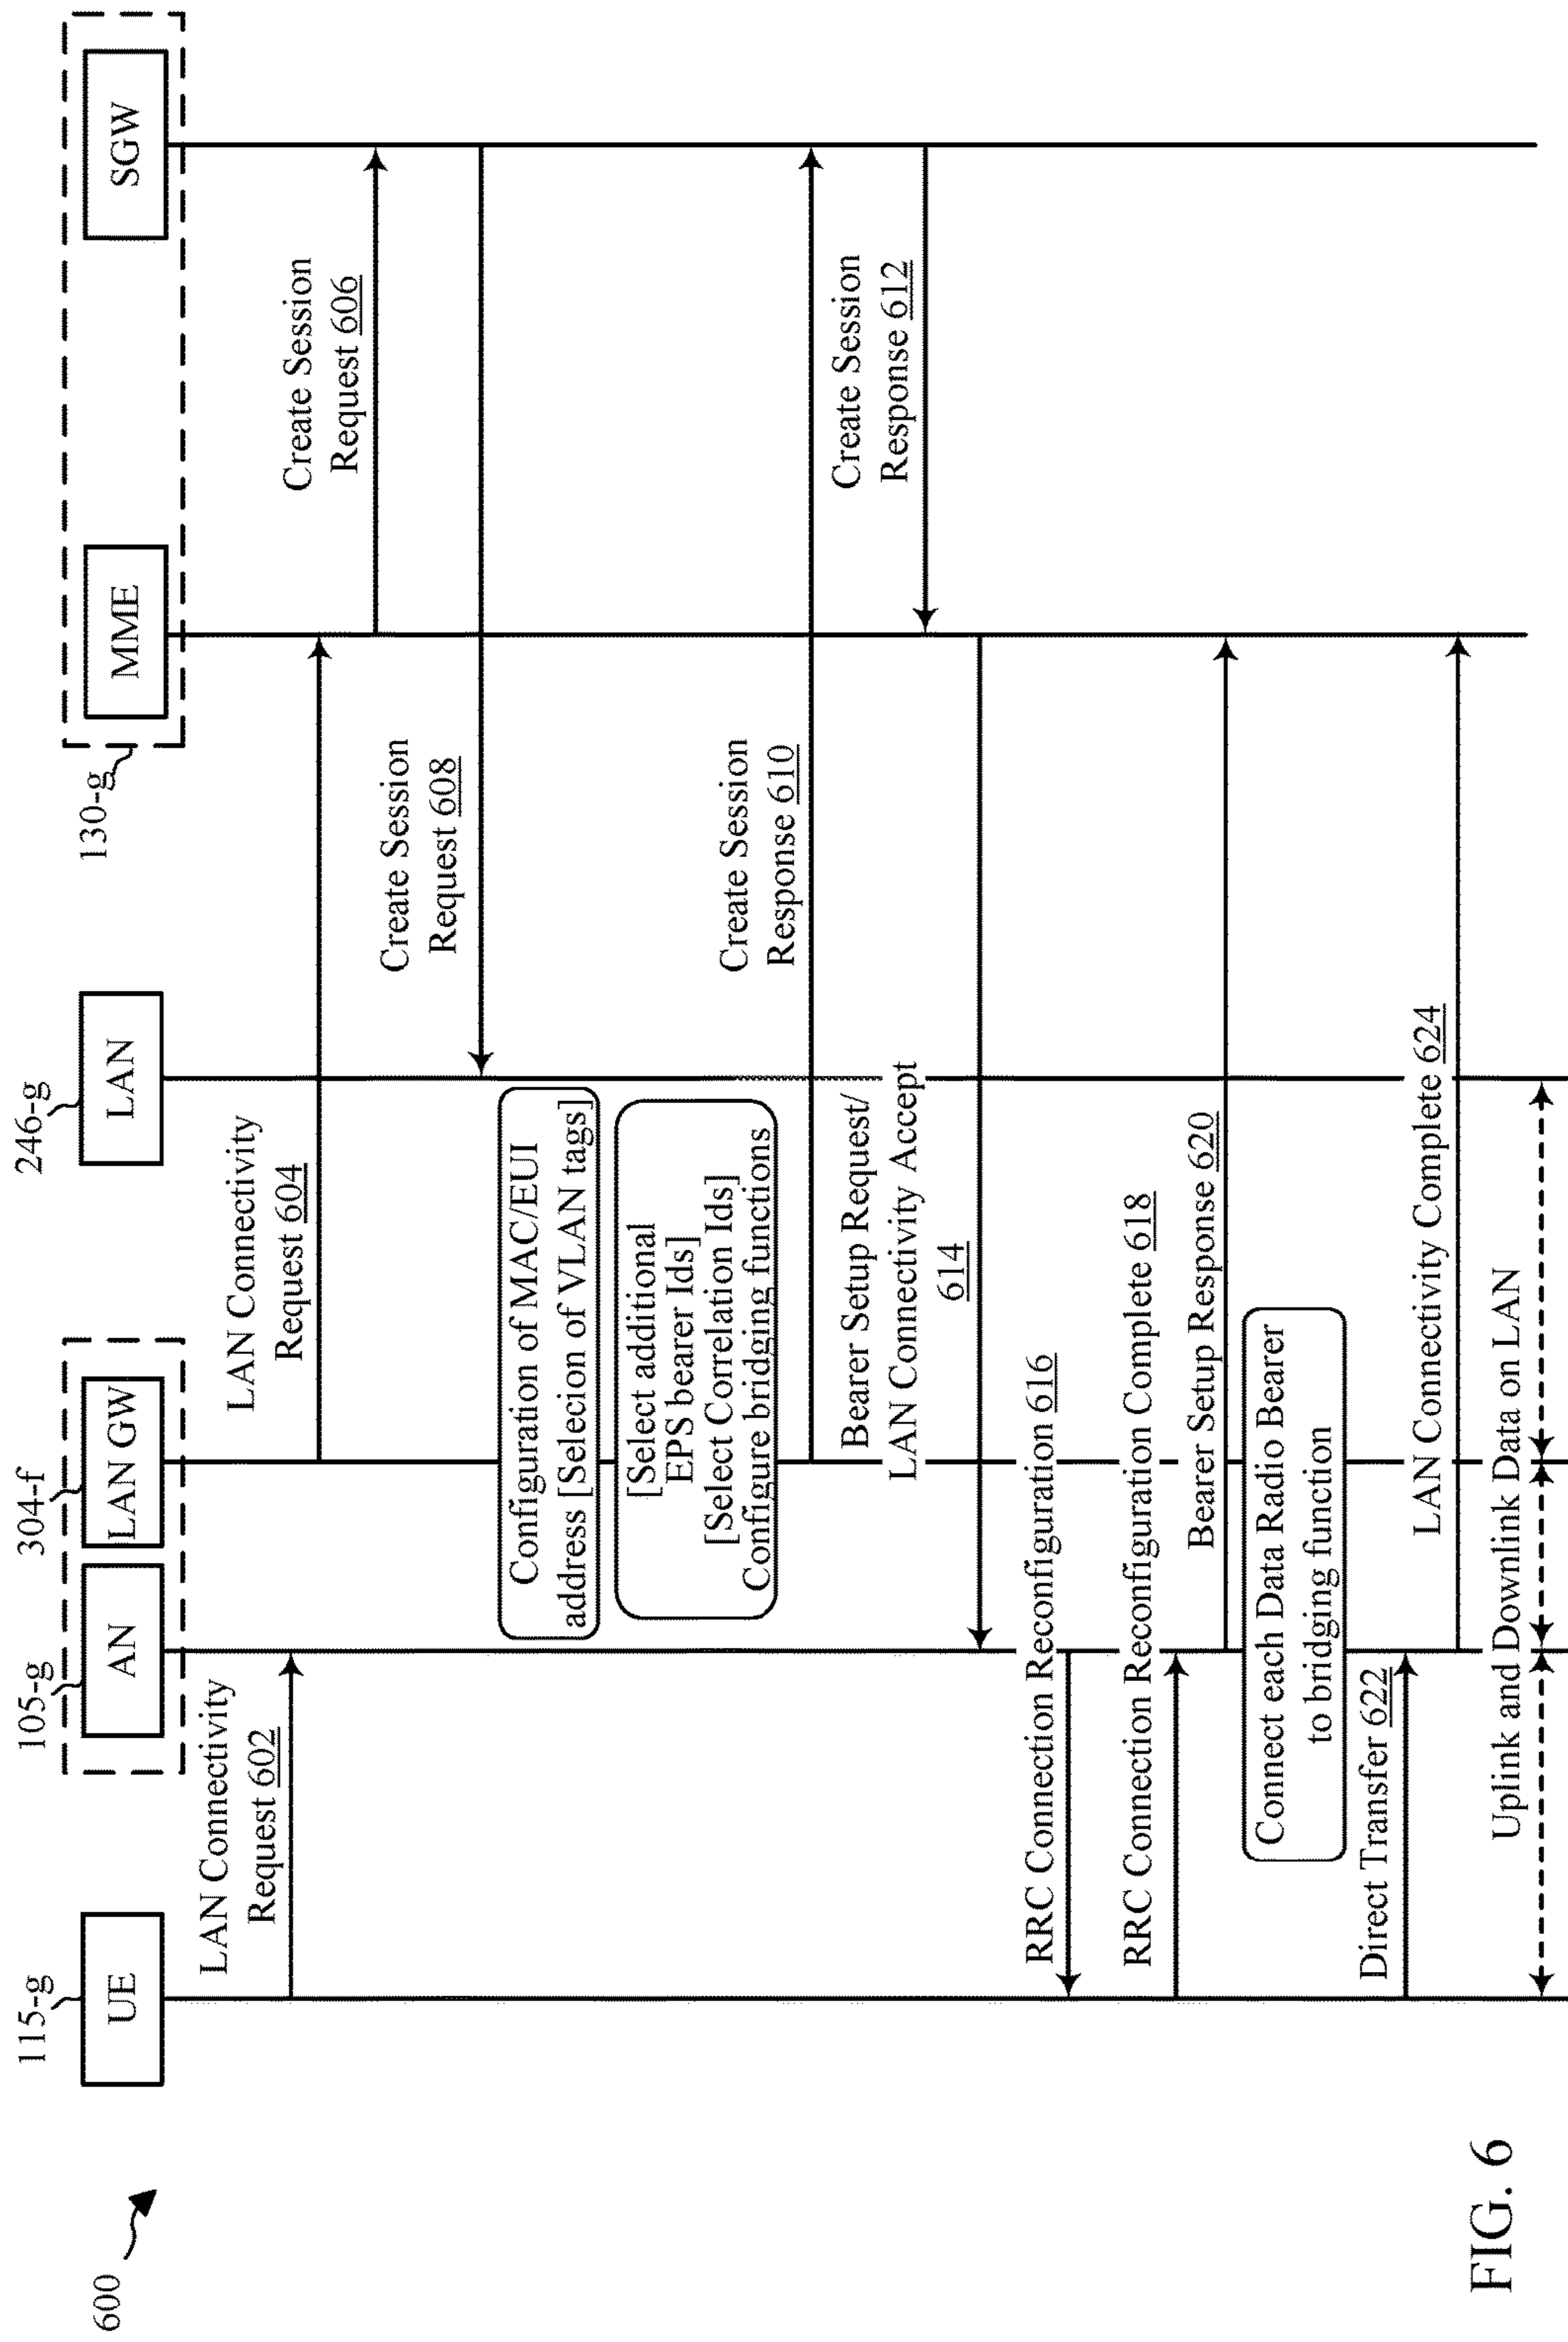 600
115-g
105-g
304-f
246-g
130-g
UE
AN
LAN GW
LAN
MME
SGW
LAN Connectivity
Request 602
LAN Connectivity
Request 604
Create Session
Request 606
Create Session
Request 608
Configuration of MAC/EUI
address [Selecion of VLAN tags]
[Select additional
EPS bearer Ids]
[Select Correlation Ids]
Configure bridging functions
Create Session
Response 610
Create Session
Response 612
Bearer Setup Request/
LAN Connectivity Accept
614
RRC Connection Reconfiguration 616
RRC Connection Reconfiguration Complete 618
Bearer Setup Response 620
Connect each Data Radio Bearer
to bridging function
Direct Transfer 622
LAN Connectivity Complete 624
Uplink and Downlink Data on LAN
FIG. 6